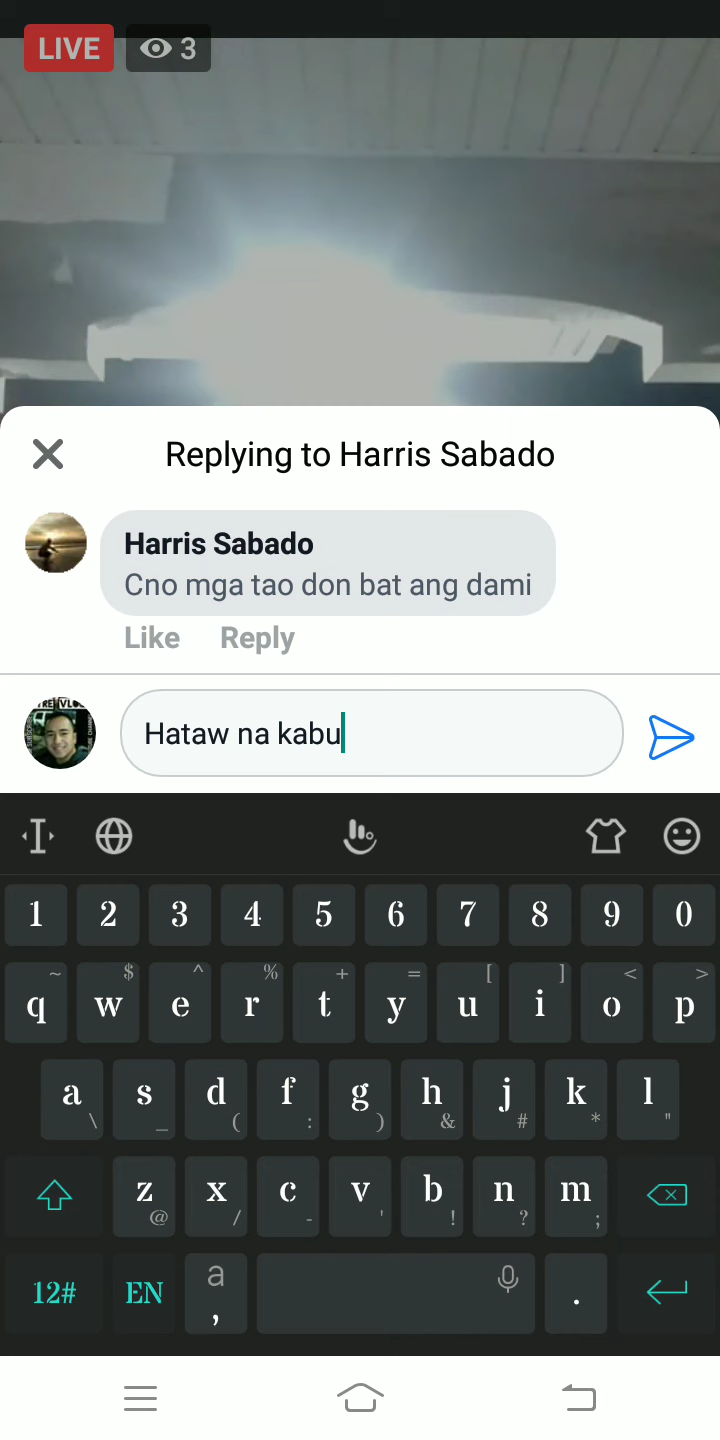 LIVE 3
Replying to Harris Sabado
Harris Sabado
Cno mga tao don bat ang dami
Like Reply
Hataw na kabu
1 2 3 4 5 6 7 8 9 0
~ $ ^ % + = [ ] < >
q w e r t y u i o p
a s d f g h j k l
\ _ ( : ) & # * "
z x c v b n m
@ / - ' ! ? ;
12# EN a , .